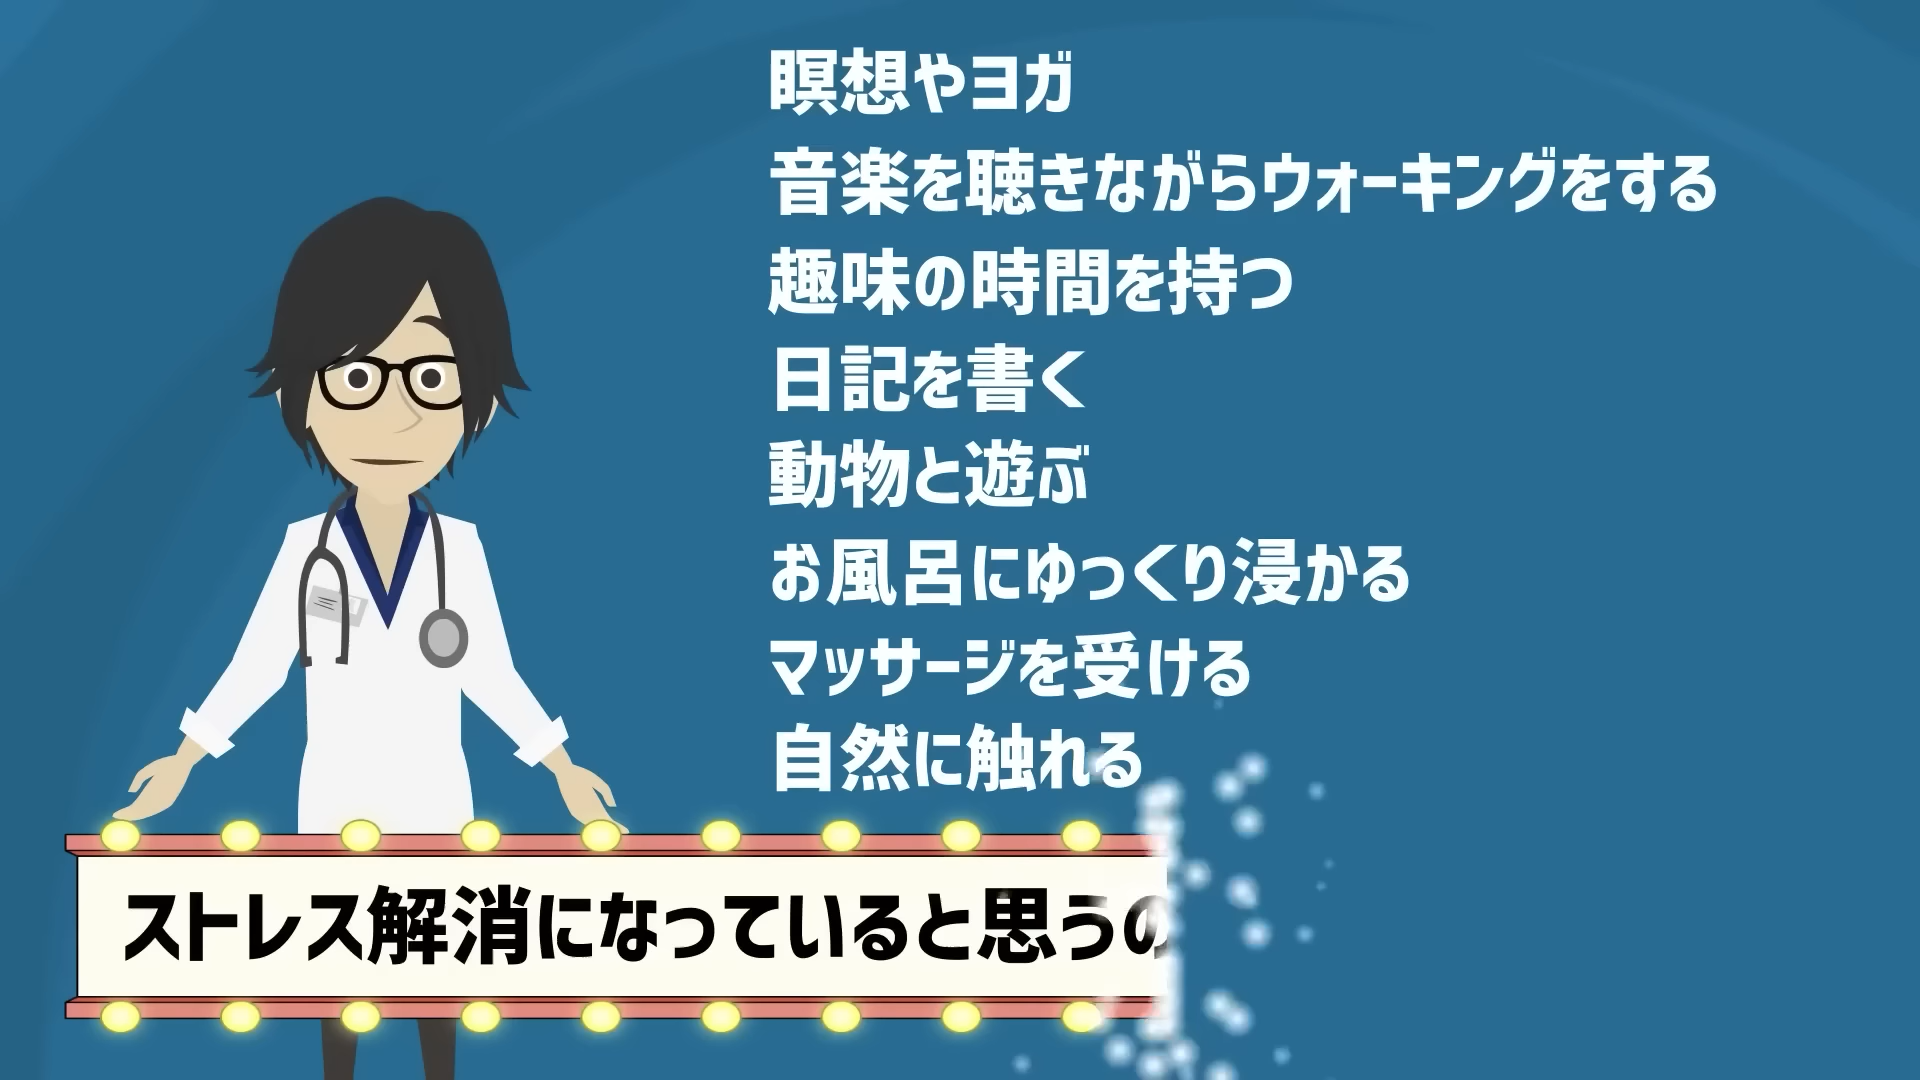 瞑想やヨガ
音楽を聴きながらウォーキングをする
趣味の時間を持つ
日記を書く
動物と遊ぶ
お風呂にゆっくり浸かる
マッサージを受ける
自然に触れる
ストレス解消になっていると思うの